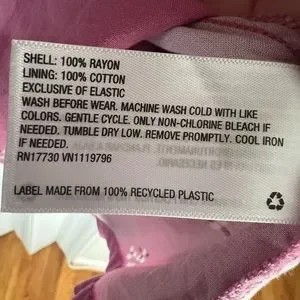 SHELL: 100% RAYON
LINING: 100% COTTON
EXCLUSIVE OF ELASTIC
WASH BEFORE WEAR. MACHINE WASH COLD WITH LIKE
COLORS. GENTLE CYCLE. ONLY NON-CHLORINE BLEACH IF
NEEDED. TUMBLE DRY LOW. REMOVE PROMPTLY. COOL IRON
IF NEEDED.
RN17730 VN1119796
LABEL MADE FROM 100% RECYCLED PLASTIC